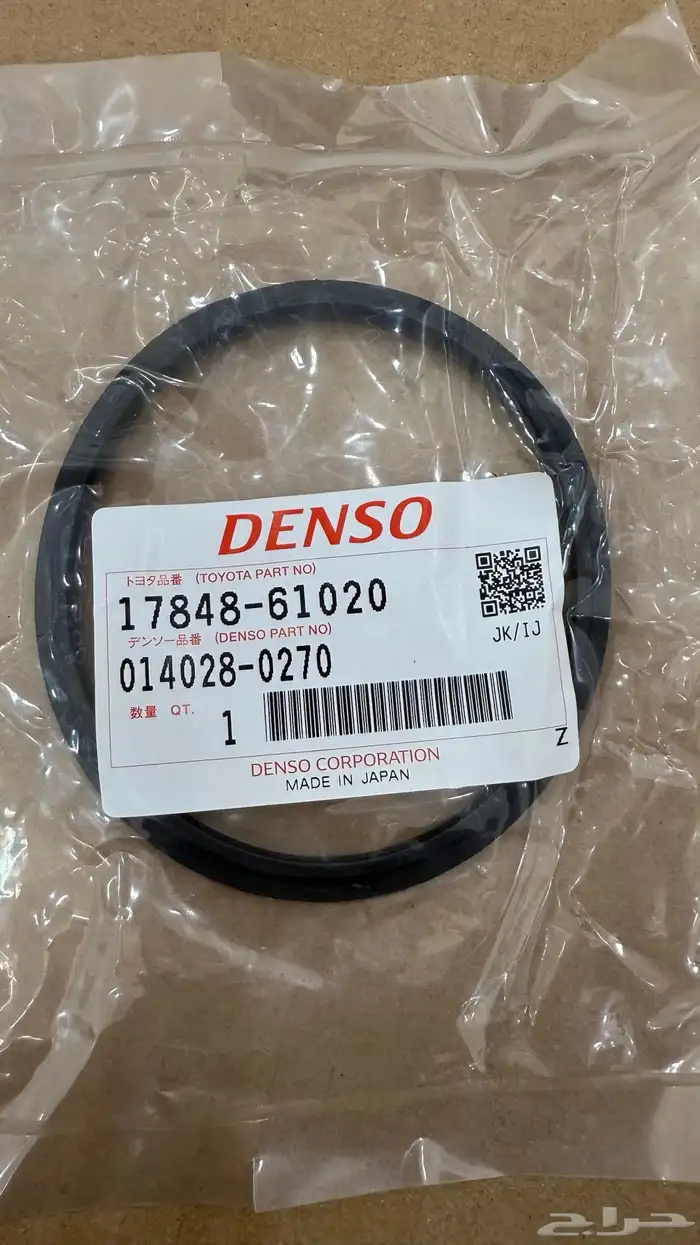 DENSO
トヨタ品番 (TOYOTA PART NO)
17848-61020
デンソー品番 (DENSO PART NO)
014028-0270
JK/IJ
数量 QT.
1
Z
DENSO CORPORATION
MADE IN JAPAN
حراج